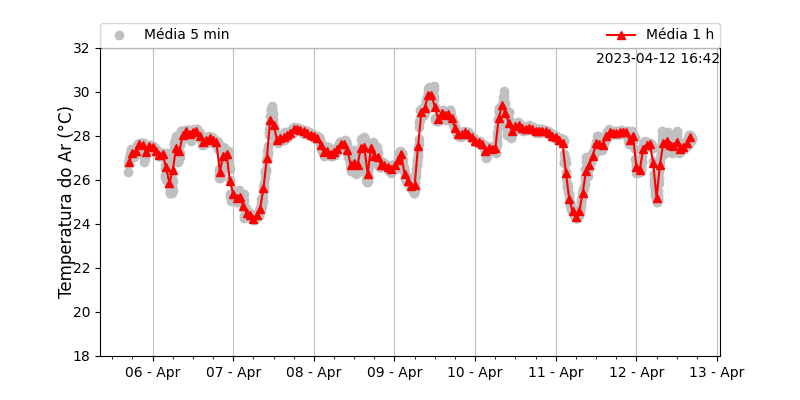 Média 5 min
Média 1 h
2023-04-12 16:42
Temperatura do Ar (°C)
32
30
28
26
24
22
20
18
06 - Apr
07 - Apr
08 - Apr
09 - Apr
10 - Apr
11 - Apr
12 - Apr
13 - Apr